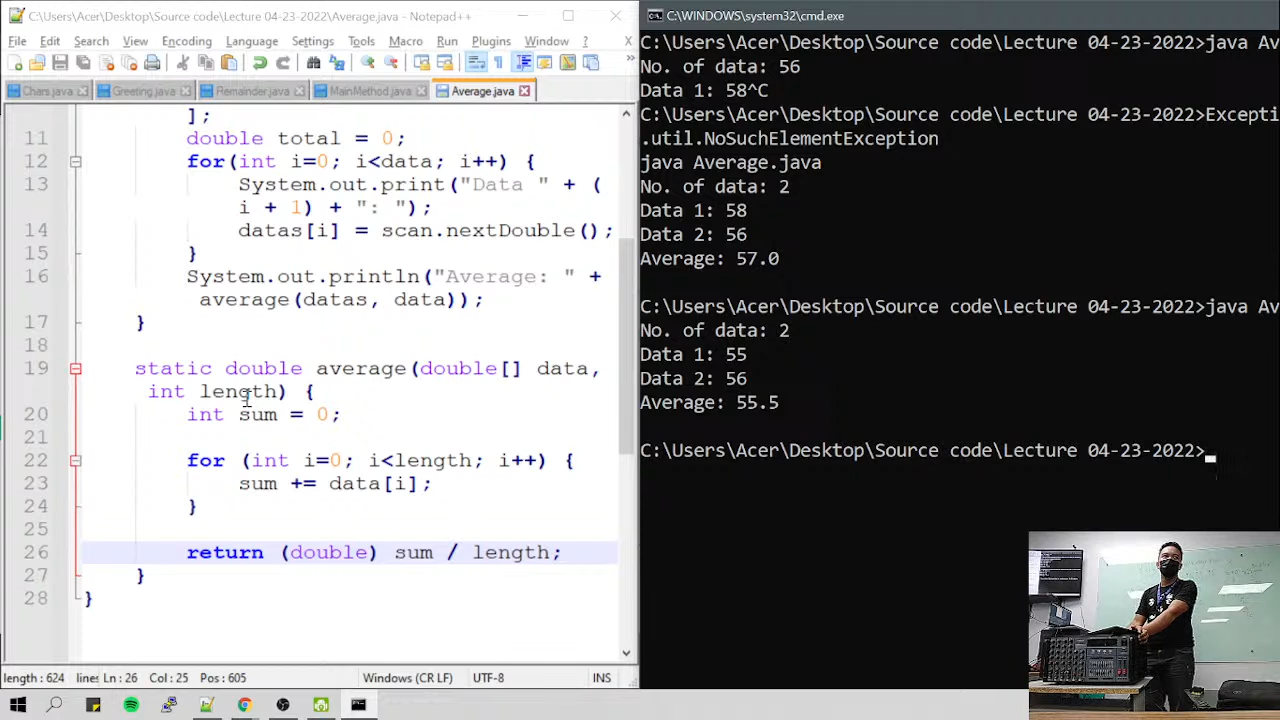 C:\Users\Acer\Desktop\Source code\Lecture 04-23-2022\Average.java - Notepad++
File Edit Search View Encoding Language Settings Tools Macro Run Plugins Window ? X
Chars.java Greeting.java Remainder.java MainMethod.java Average.java
];
11 double total = 0;
12 for(int i=0; i<data; i++) {
13 System.out.print("Data " + (
i + 1) + ": ");
14 datas[i] = scan.nextDouble();
15 }
16 System.out.println("Average: " +
average(datas, data));
17 }
18
19 static double average(double[] data,
int length) {
20 int sum = 0;
21
22 for (int i=0; i<length; i++) {
23 sum += data[i];
24 }
25
26 return (double) sum / length;
27 }
28 }
length: 624 lines Ln: 26 Col: 25 Pos: 605 Windows (CR LF) UTF-8 INS
C:\WINDOWS\system32\cmd.exe
C:\Users\Acer\Desktop\Source code\Lecture 04-23-2022>java Av
No. of data: 56
Data 1: 58^C
C:\Users\Acer\Desktop\Source code\Lecture 04-23-2022>Excepti
.util.NoSuchElementException
java Average.java
No. of data: 2
Data 1: 58
Data 2: 56
Average: 57.0
C:\Users\Acer\Desktop\Source code\Lecture 04-23-2022>java Av
No. of data: 2
Data 1: 55
Data 2: 56
Average: 55.5
C:\Users\Acer\Desktop\Source code\Lecture 04-23-2022>